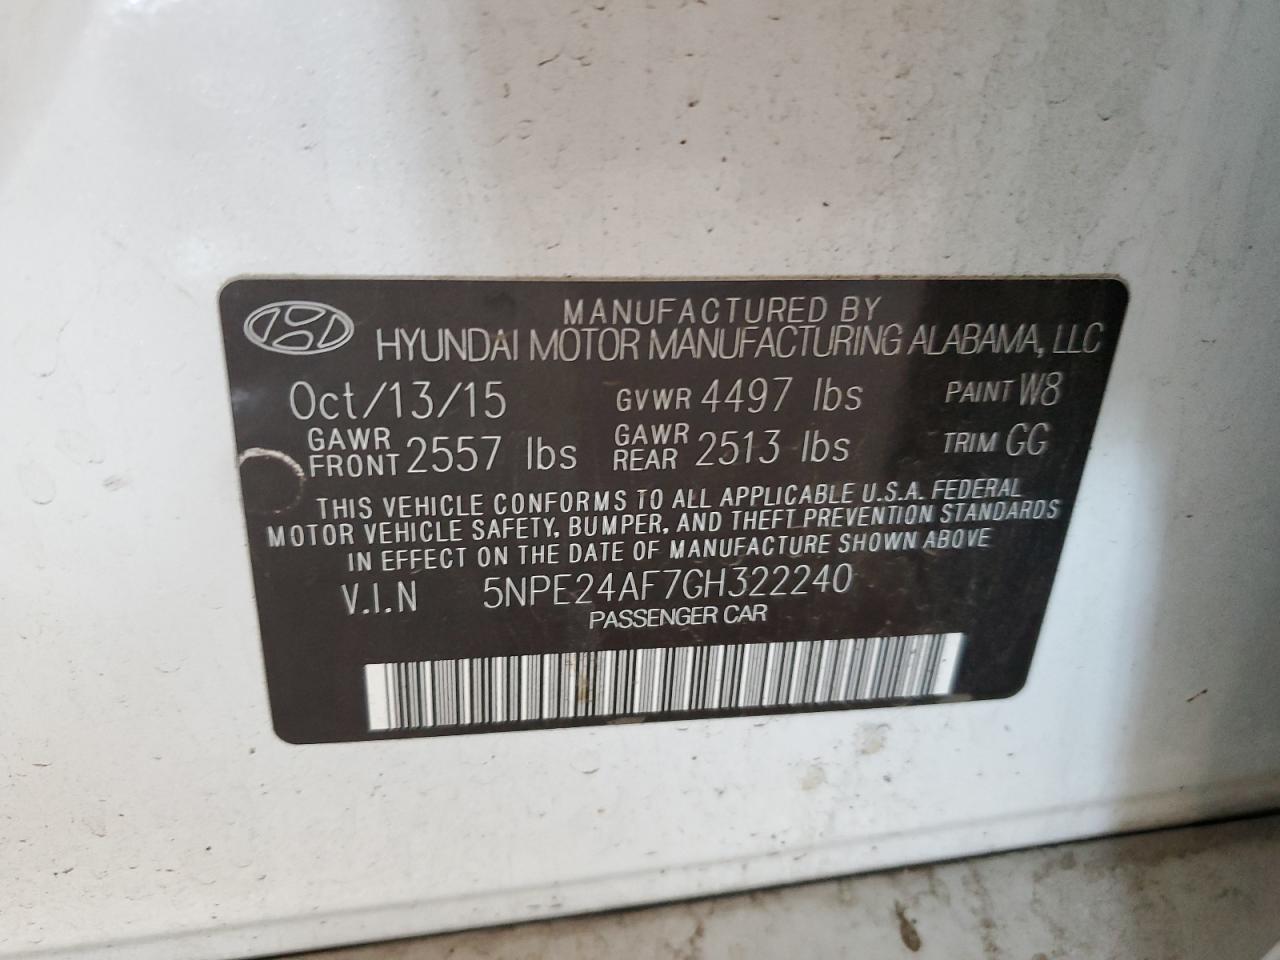 MANUFACTURED BY
HYUNDAI MOTOR MANUFACTURING ALABAMA, LLC
Oct/13/15 GVWR 4497 lbs PAINT W8
GAWR FRONT 2557 lbs GAWR REAR 2513 lbs TRIM GG
THIS VEHICLE CONFORMS TO ALL APPLICABLE U.S.A. FEDERAL
MOTOR VEHICLE SAFETY, BUMPER, AND THEFT PREVENTION STANDARDS
IN EFFECT ON THE DATE OF MANUFACTURE SHOWN ABOVE
V.I.N 5NPE24AF7GH322240
PASSENGER CAR